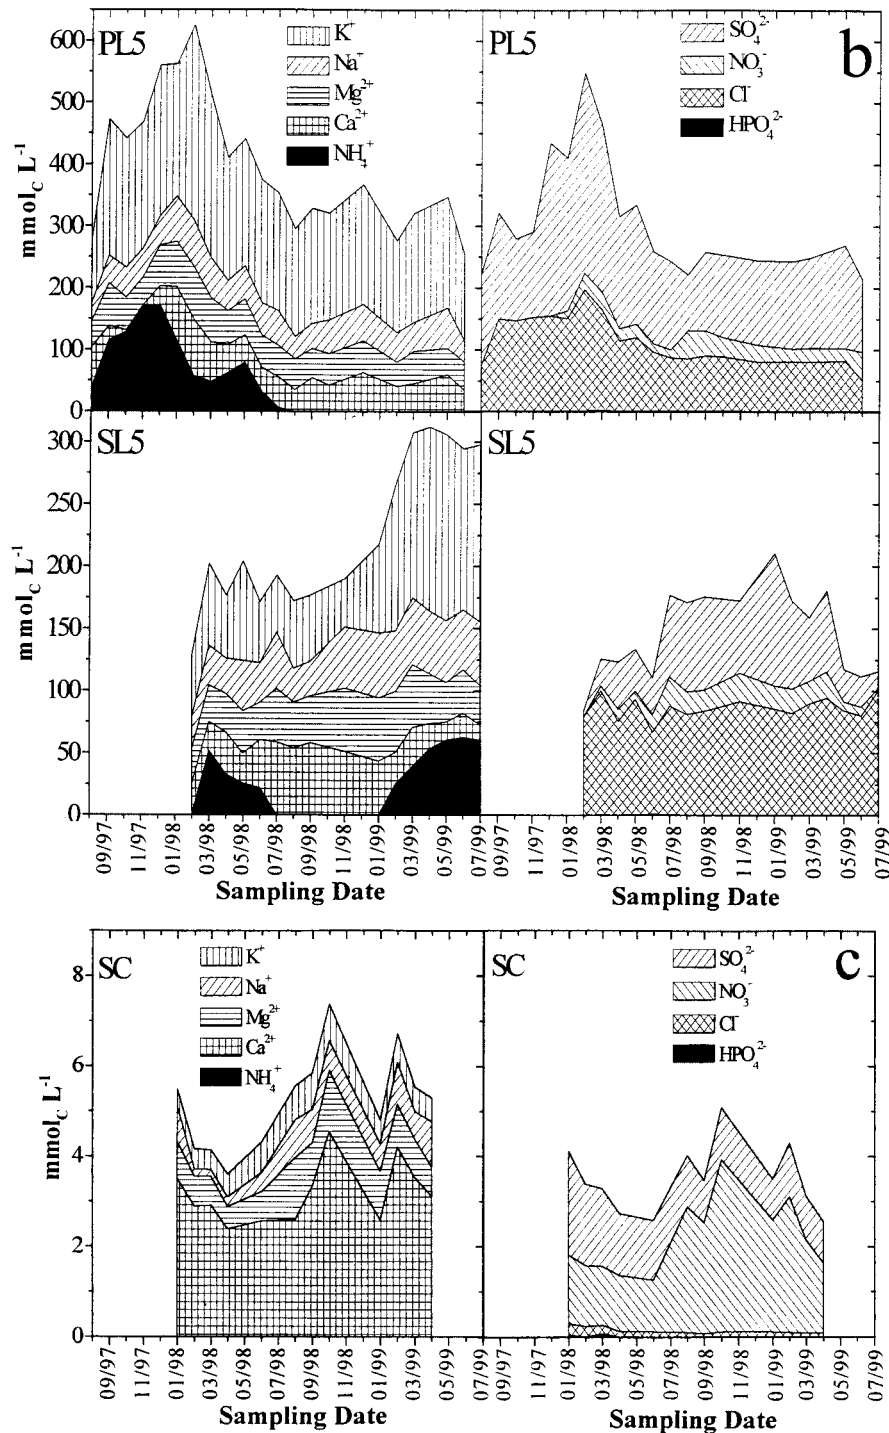 PL5
K+
Na+
Mg2+
Ca2+
NH4+
600
500
400
300
200
100
0
mmolC L-1
PL5
SO42-
NO3-
Cl-
HPO42-
b
SL5
300
250
200
150
100
50
0
mmolC L-1
09/97
11/97
01/98
03/98
05/98
07/98
09/98
11/98
01/99
03/99
05/99
07/99
Sampling Date
SL5
09/97
11/97
01/98
03/98
05/98
07/98
09/98
11/98
01/99
03/99
05/99
07/99
Sampling Date
SC
K+
Na+
Mg2+
Ca2+
NH4+
8
6
4
2
0
mmolC L-1
09/97
11/97
01/98
03/98
05/98
07/98
09/98
11/98
01/99
03/99
05/99
07/99
Sampling Date
SC
SO42-
NO3-
Cl-
HPO42-
c
09/97
11/97
01/98
03/98
05/98
07/98
09/98
11/98
01/99
03/99
05/99
07/99
Sampling Date